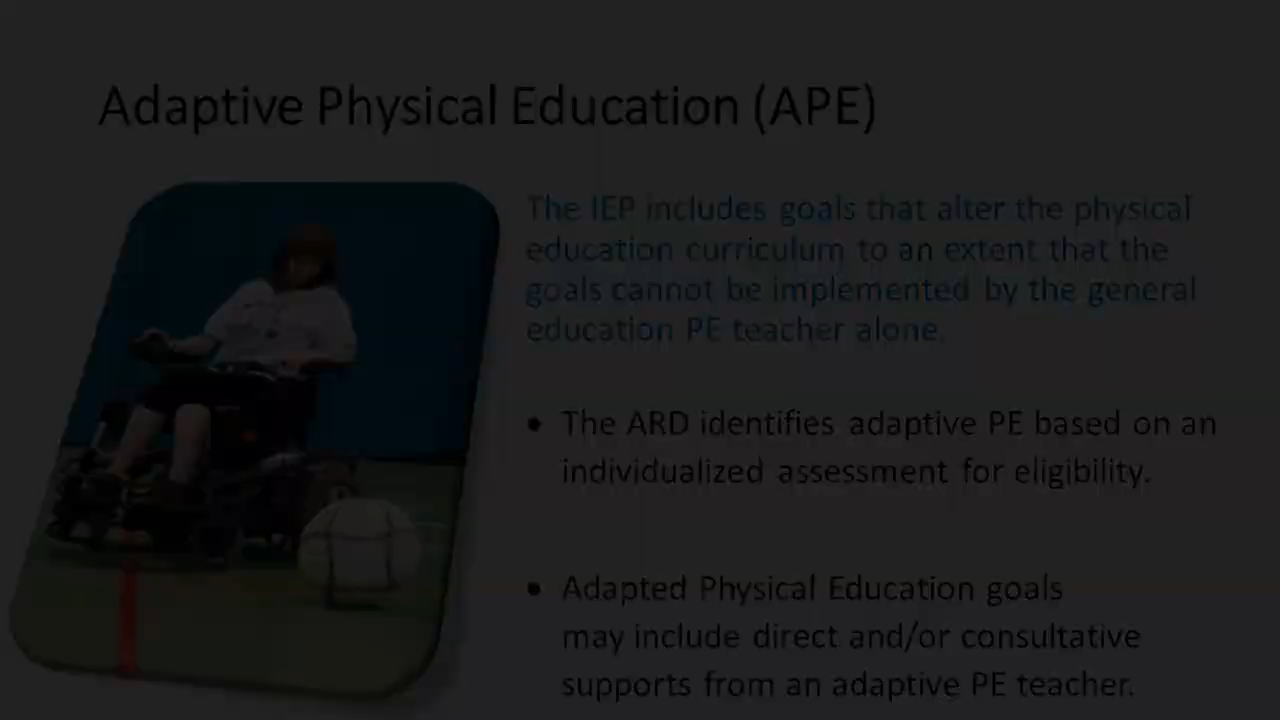 Adaptive Physical Education (APE)
The IEP includes goals that alter the physical
education curriculum to an extent that the
goals cannot be implemented by the general
education PE teacher alone.
• The ARD identifies adaptive PE based on an
individualized assessment for eligibility.
• Adapted Physical Education goals
may include direct and/or consultative
supports from an adaptive PE teacher.